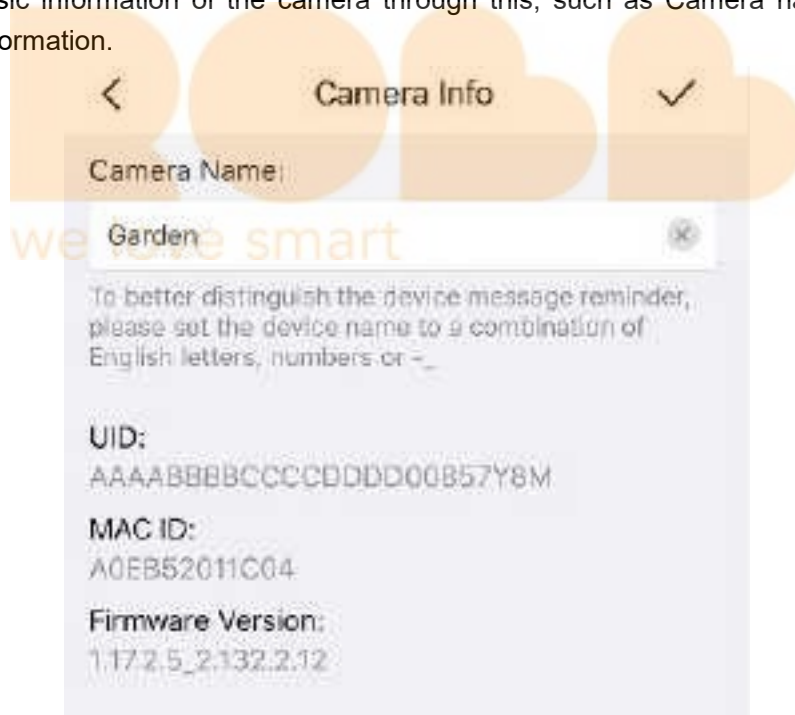 sic information of the camera through this, such as Camera na
ormation.
Camera Info
Camera Name:
Garden
we love smart
To better distinguish the device message reminder,
please set the device name to a combination of
English letters, numbers or -_
UID:
MAC ID:
A0EB52011C04
Firmware Version:
1.17.2.5_2.132.2.12